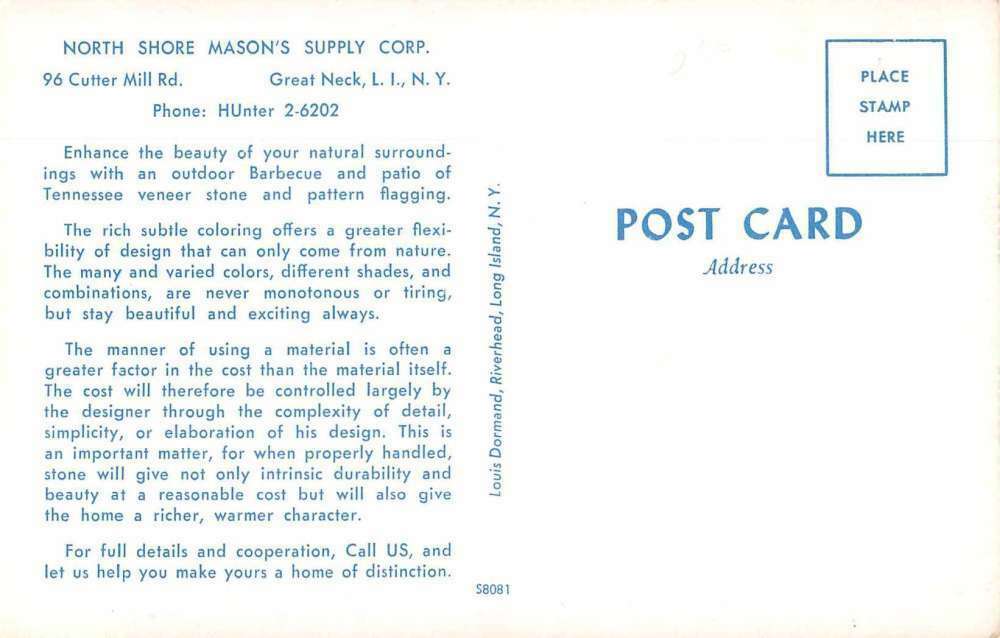 NORTH SHORE MASON'S SUPPLY CORP.
96 Cutter Mill Rd. Great Neck, L. I., N. Y.
Phone: HUnter 2-6202
Enhance the beauty of your natural surround-
ings with an outdoor Barbecue and patio of
Tennessee veneer stone and pattern flagging.
The rich subtle coloring offers a greater flexi-
bility of design that can only come from nature.
The many and varied colors, different shades, and
combinations, are never monotonous or tiring,
but stay beautiful and exciting always.
The manner of using a material is often a
greater factor in the cost than the material itself.
The cost will therefore be controlled largely by
the designer through the complexity of detail,
simplicity, or elaboration of his design. This is
an important matter, for when properly handled,
stone will give not only intrinsic durability and
beauty at a reasonable cost but will also give
the home a richer, warmer character.
For full details and cooperation, Call US, and
let us help you make yours a home of distinction.
Louis Dormand, Riverhead, Long Island, N. Y.
S8081
PLACE
STAMP
HERE
POST CARD
Address